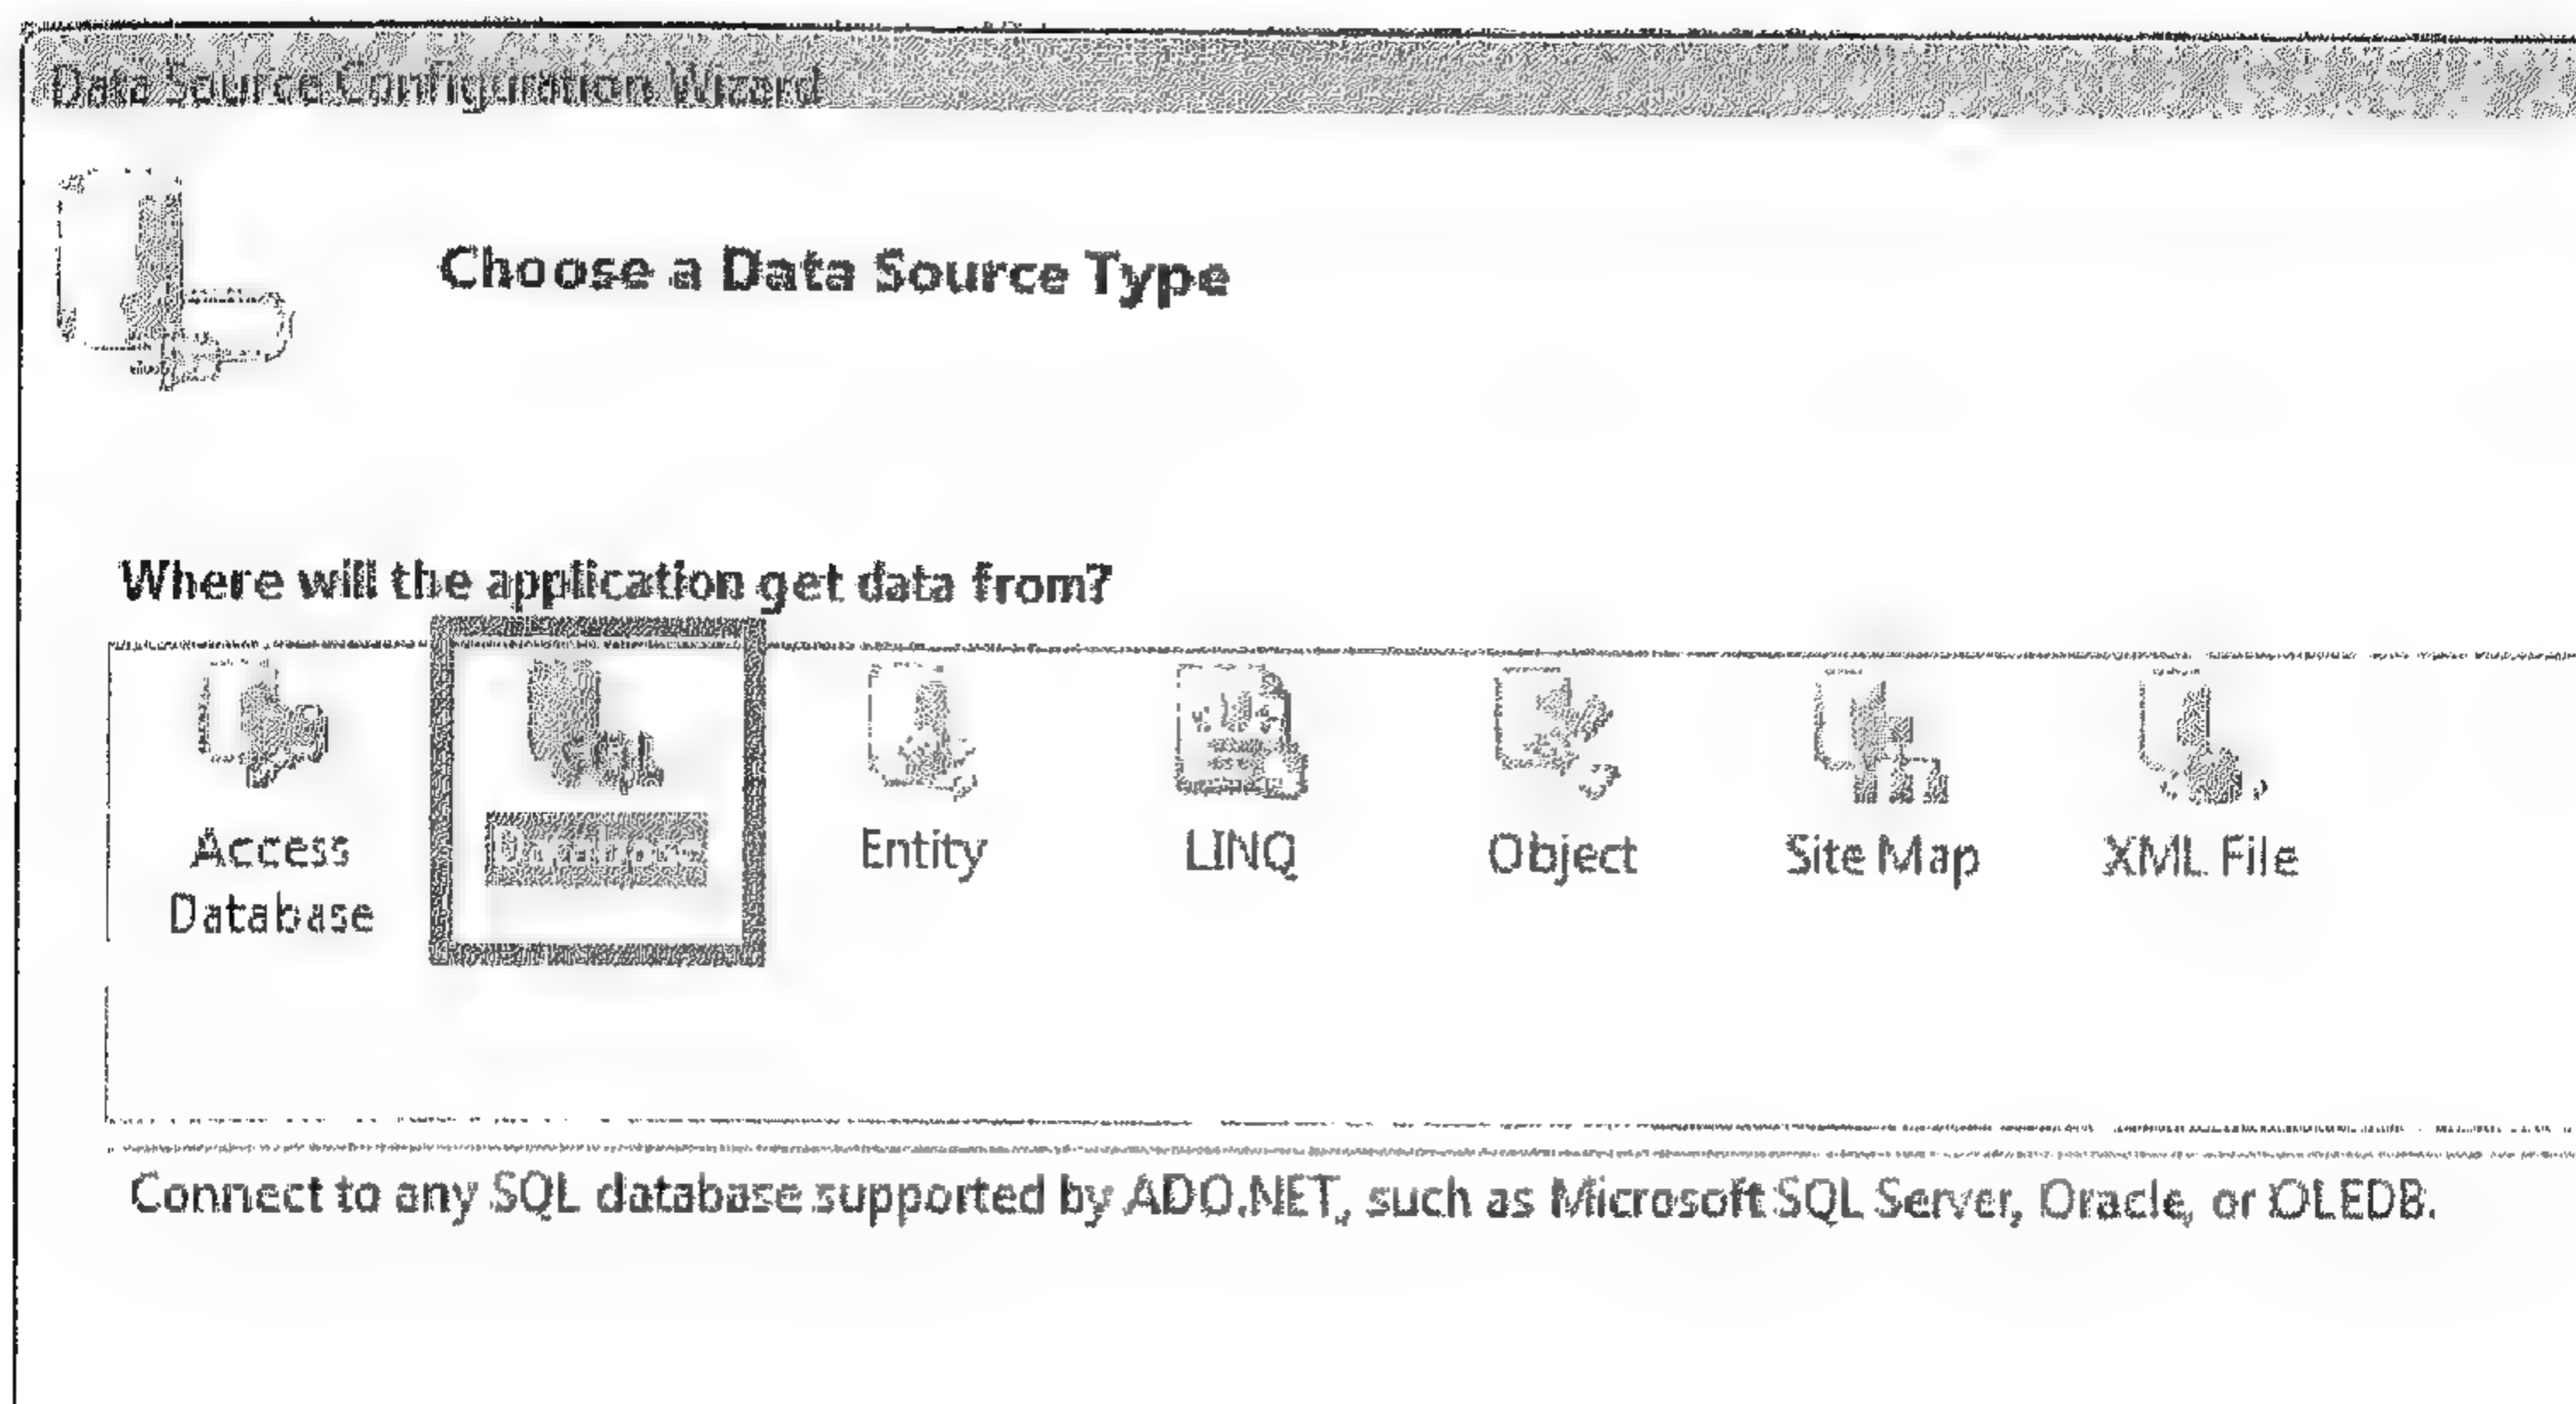 Data Source Configuration Wizard
Choose a Data Source Type
Where will the application get data from?
Access Database
Database
Entity
LINQ
Object
Site Map
XML File
Connect to any SQL database supported by ADO.NET, such as Microsoft SQL Server, Oracle, or OLEDB.